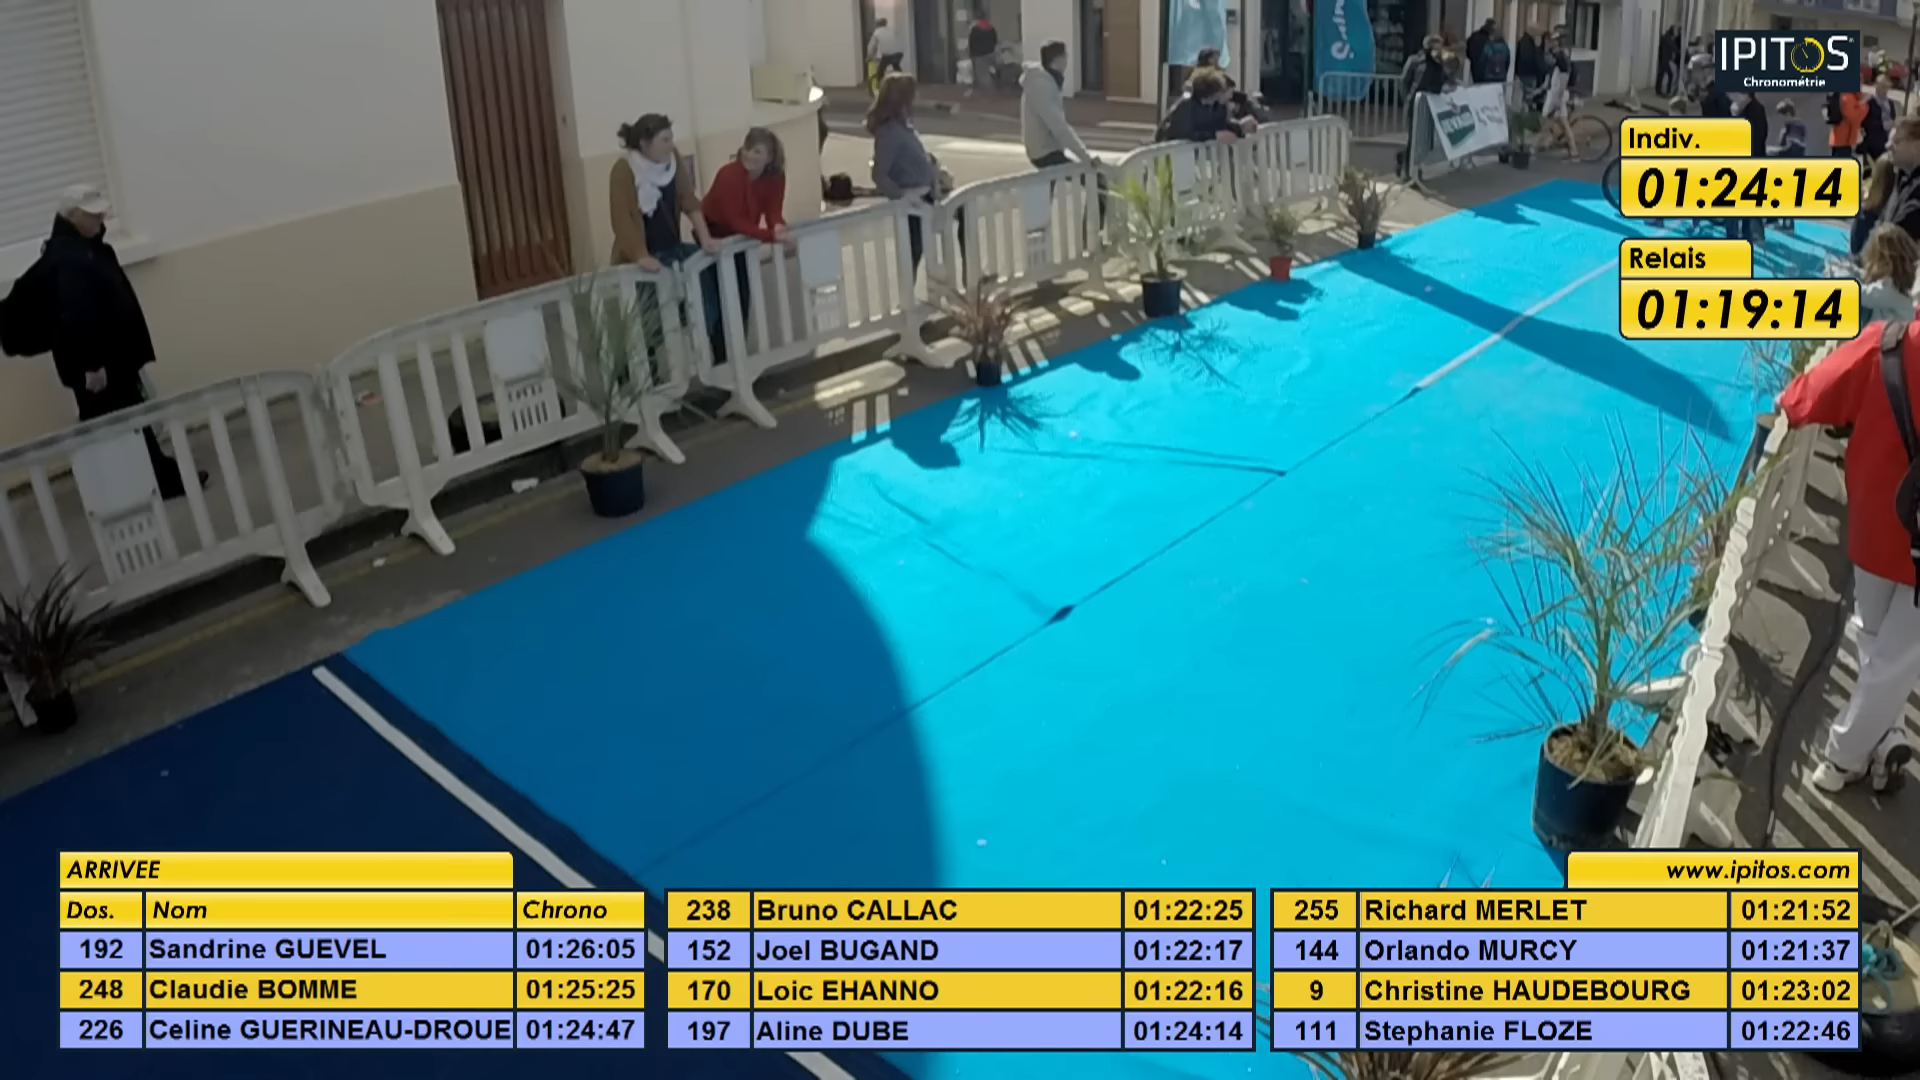 IPITOS
Chronométrie
Indiv.
01:24:14
Relais
01:19:14
ARRIVEE
www.ipitos.com
Dos. Nom Chrono
192 Sandrine GUEVEL 01:26:05
248 Claudie BOMME 01:25:25
226 Celine GUERINEAU-DROUE 01:24:47
238 Bruno CALLAC 01:22:25
152 Joel BUGAND 01:22:17
170 Loic EHANNO 01:22:16
197 Aline DUBE 01:24:14
255 Richard MERLET 01:21:52
144 Orlando MURCY 01:21:37
9 Christine HAUDEBOURG 01:23:02
111 Stephanie FLOZE 01:22:46